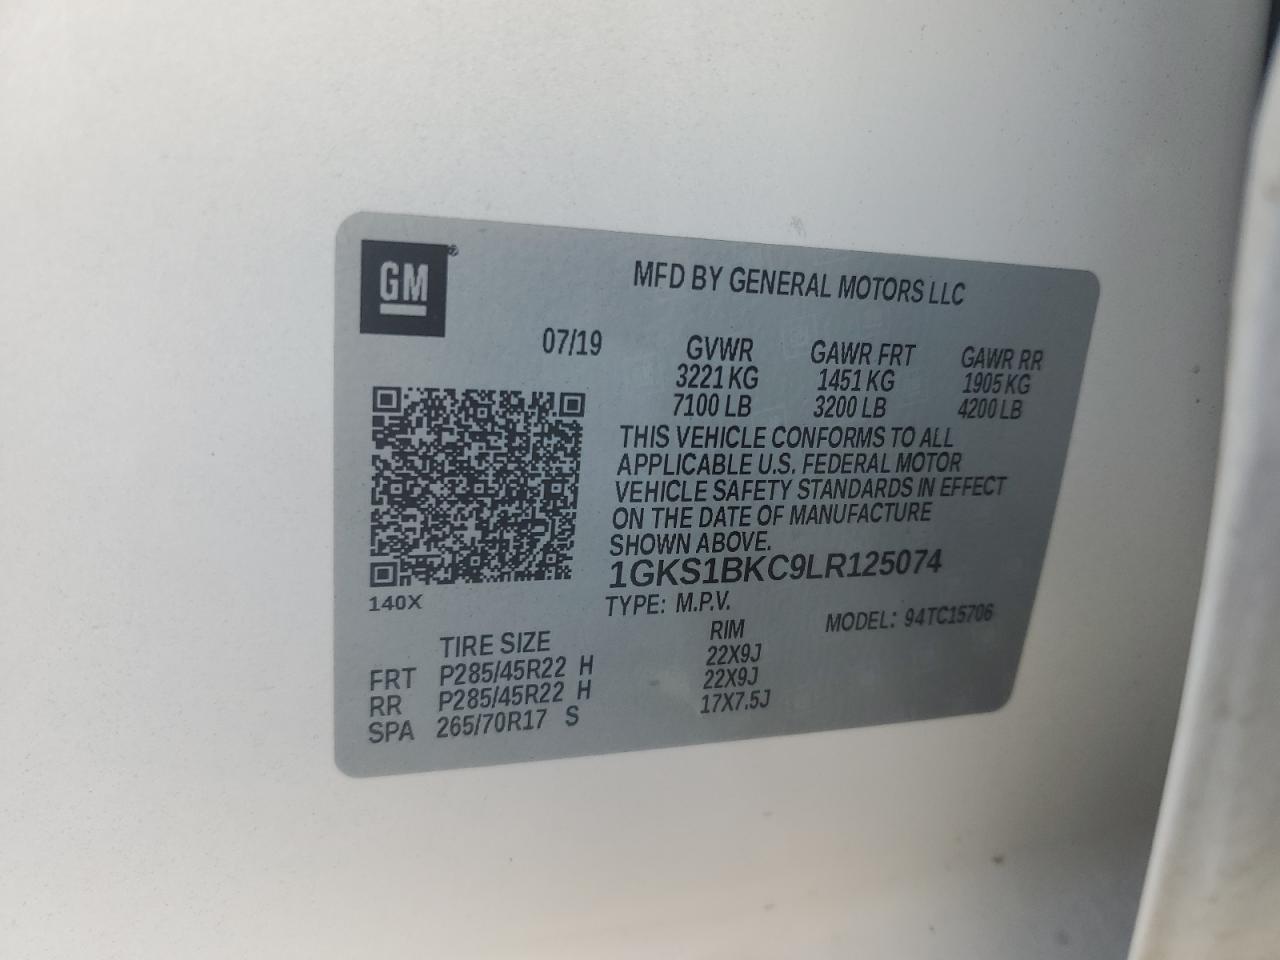 GM®
MFD BY GENERAL MOTORS LLC
07/19
GVWR GAWR FRT GAWR RR
3221 KG 1451 KG 1905 KG
7100 LB 3200 LB 4200 LB
THIS VEHICLE CONFORMS TO ALL
APPLICABLE U.S. FEDERAL MOTOR
VEHICLE SAFETY STANDARDS IN EFFECT
ON THE DATE OF MANUFACTURE
SHOWN ABOVE.
1GKS1BKC9LR125074
140X
TYPE: M.P.V. MODEL: 94TC15706
TIRE SIZE RIM
FRT P285/45R22 H 22X9J
RR P285/45R22 H 22X9J
SPA 265/70R17 S 17X7.5J